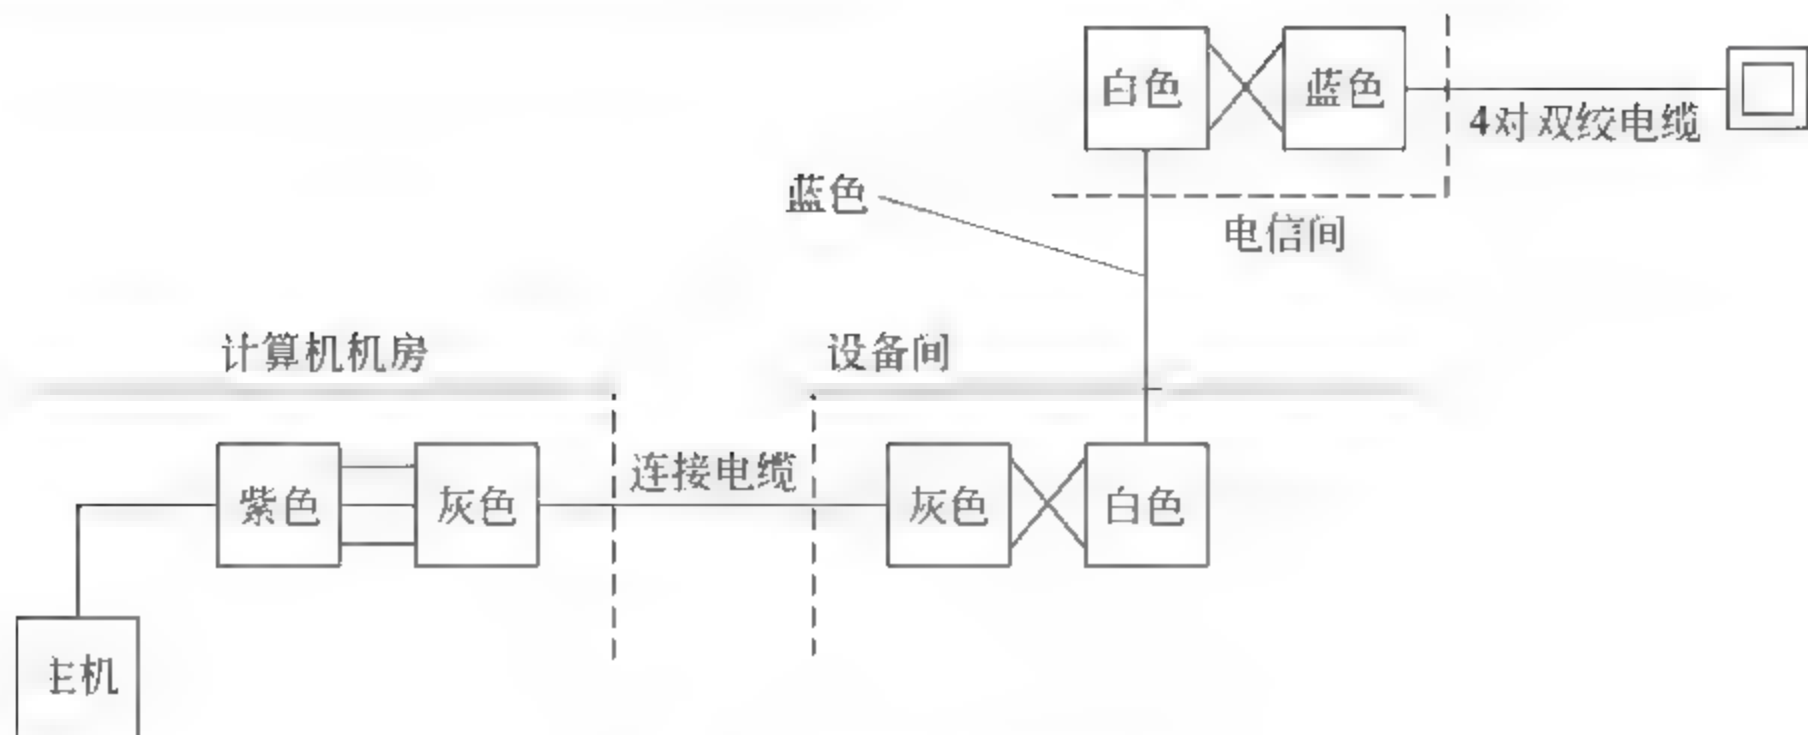 白色
蓝色
4对双绞电缆
蓝色
电信间
计算机机房
设备间
连接电缆
紫色
灰色
灰色
白色
主机